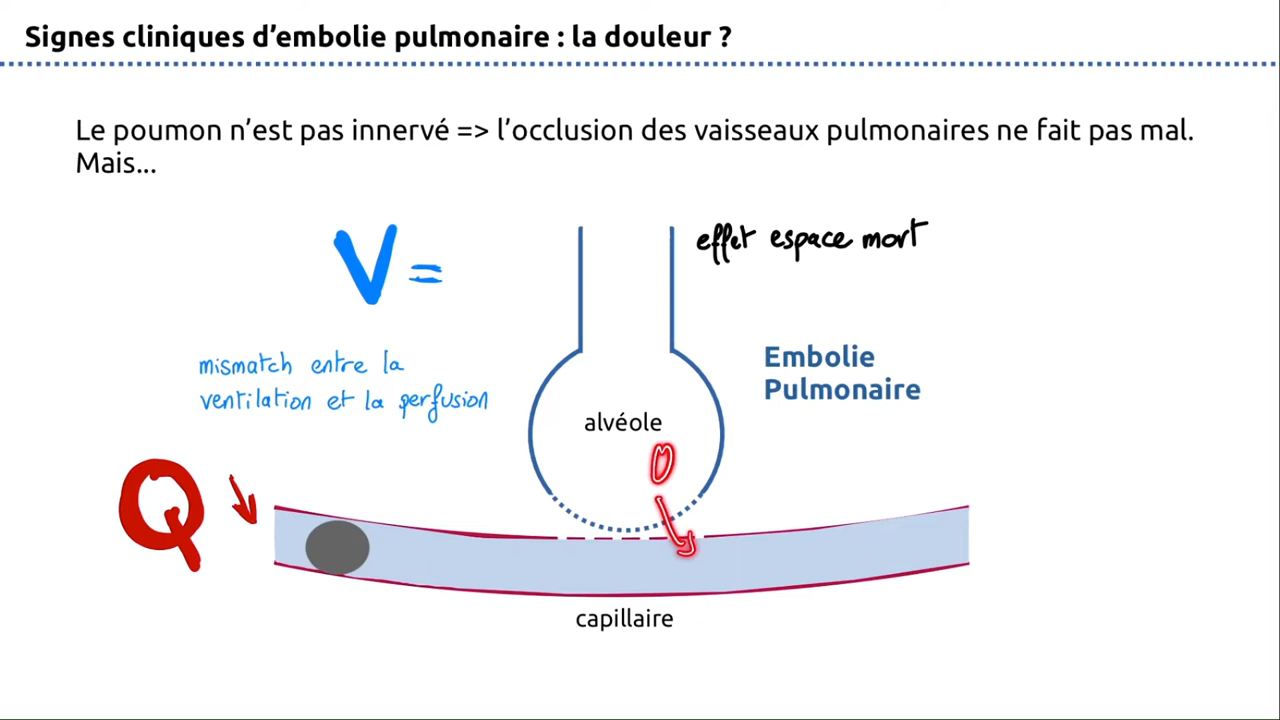 Signes cliniques d'embolie pulmonaire : la douleur ?
Le poumon n'est pas innervé => l'occlusion des vaisseaux pulmonaires ne fait pas mal.
Mais...
effet espace mort
V =
mismatch entre la
ventilation et la perfusion
Embolie
Pulmonaire
alvéole
O
Q ↘
capillaire